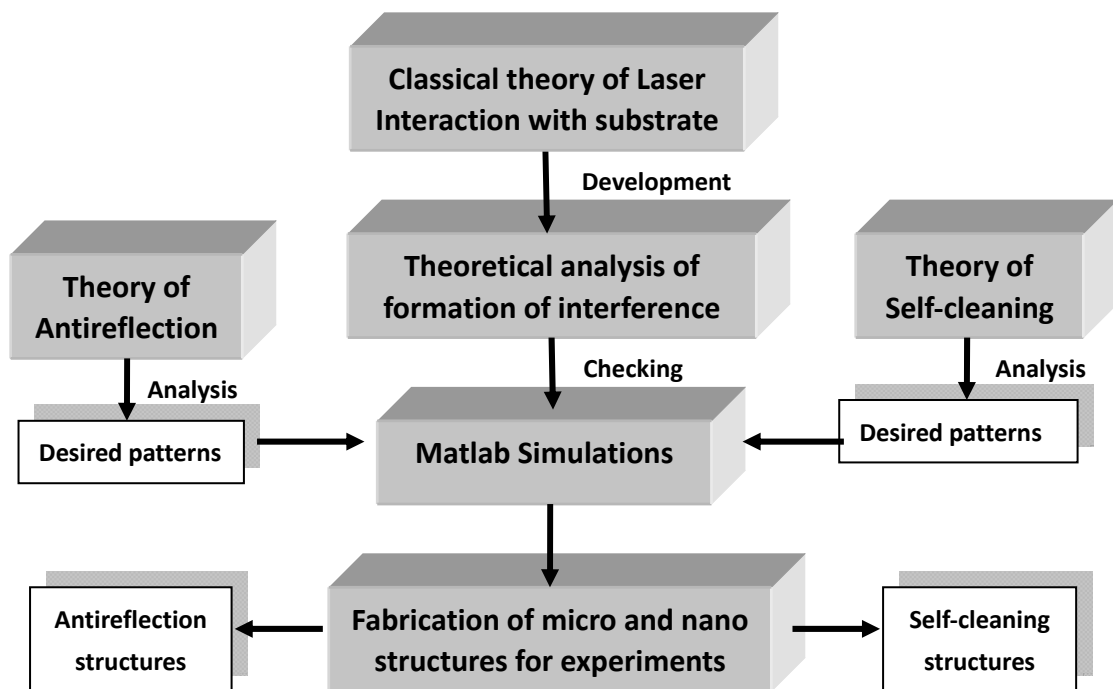 Classical theory of Laser
Interaction with substrate
Development
Theoretical analysis of
formation of interference
Theory of
Antireflection
Theory of
Self-cleaning
Checking
Analysis
Analysis
Desired patterns
Matlab Simulations
Desired patterns
Antireflection
structures
Fabrication of micro and nano
structures for experiments
Self-cleaning
structures